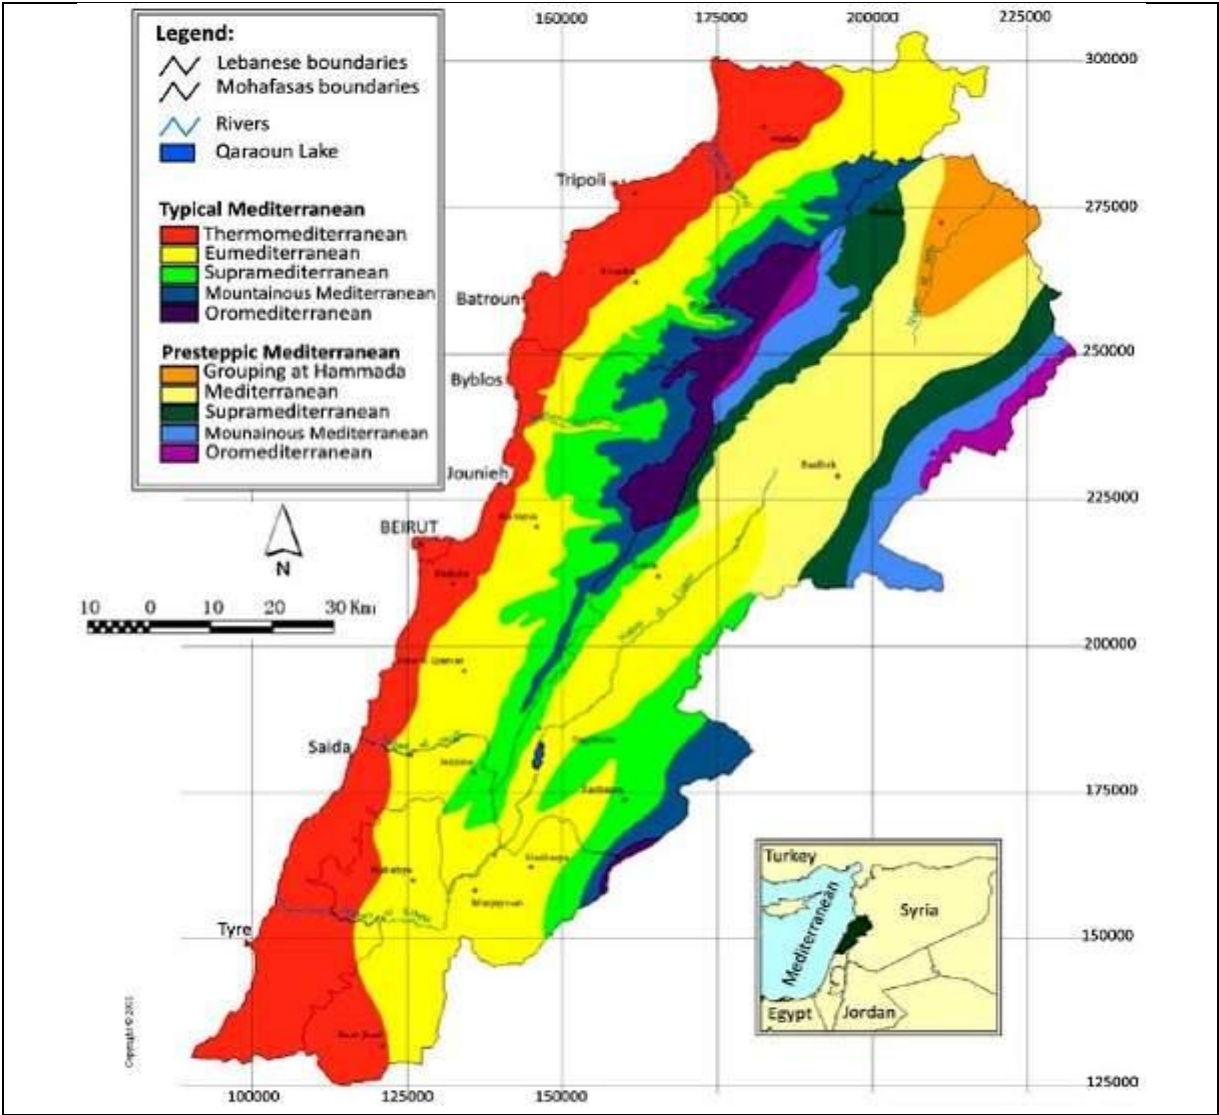 160000 175000 200000 225000
Legend:
Lebanese boundaries
Mohafasas boundaries
Rivers
Qaraoun Lake
Typical Mediterranean
Thermomediterranean
Eumediterranean
Supramediterranean
Mountainous Mediterranean
Oromediterranean
Presteppic Mediterranean
Grouping at Hammada
Mediterranean
Supramediterranean
Mounainous Mediterranean
Oromediterranean
300000
Tripoli
275000
Batroun
250000
Byblos
Jounieh
225000
BEIRUT
N
10 0 10 20 30 Km
200000
Saida
175000
Tyre
150000
125000
100000 125000 150000
Turkey
Mediterranean
Syria
Egypt
Jordan